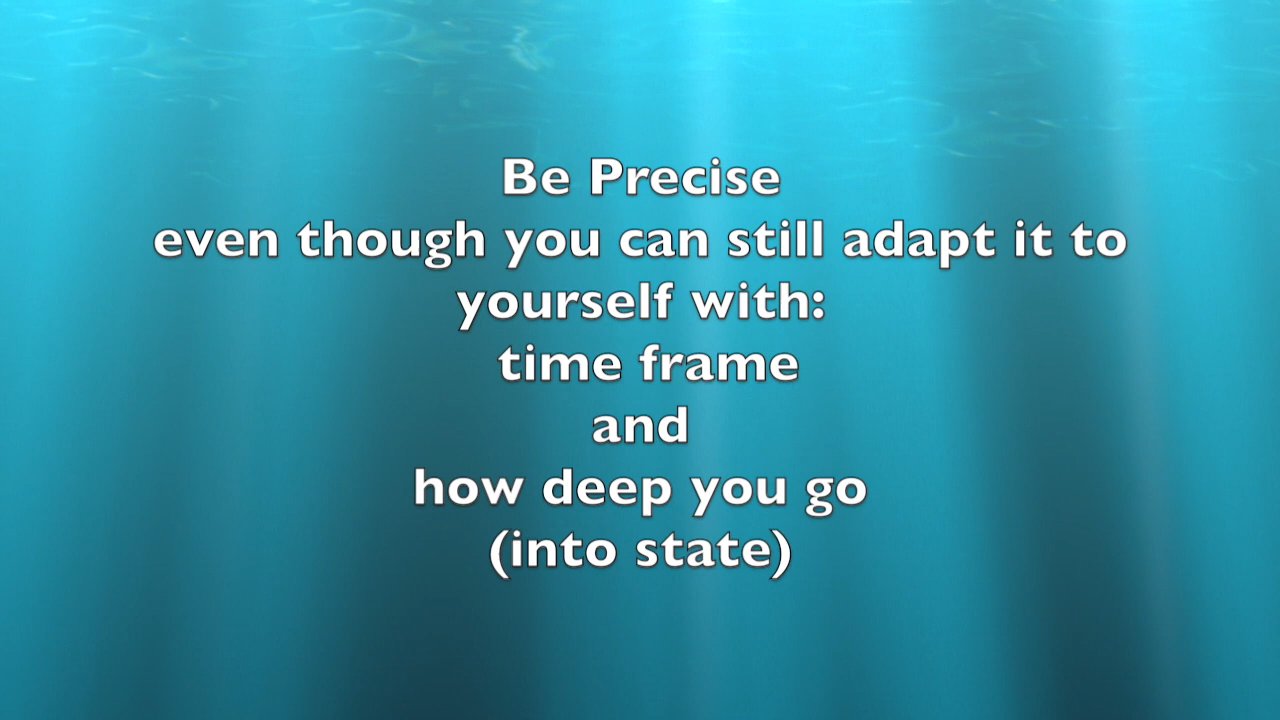 Be Precise
even though you can still adapt it to
yourself with:
time frame
and
how deep you go
(into state)